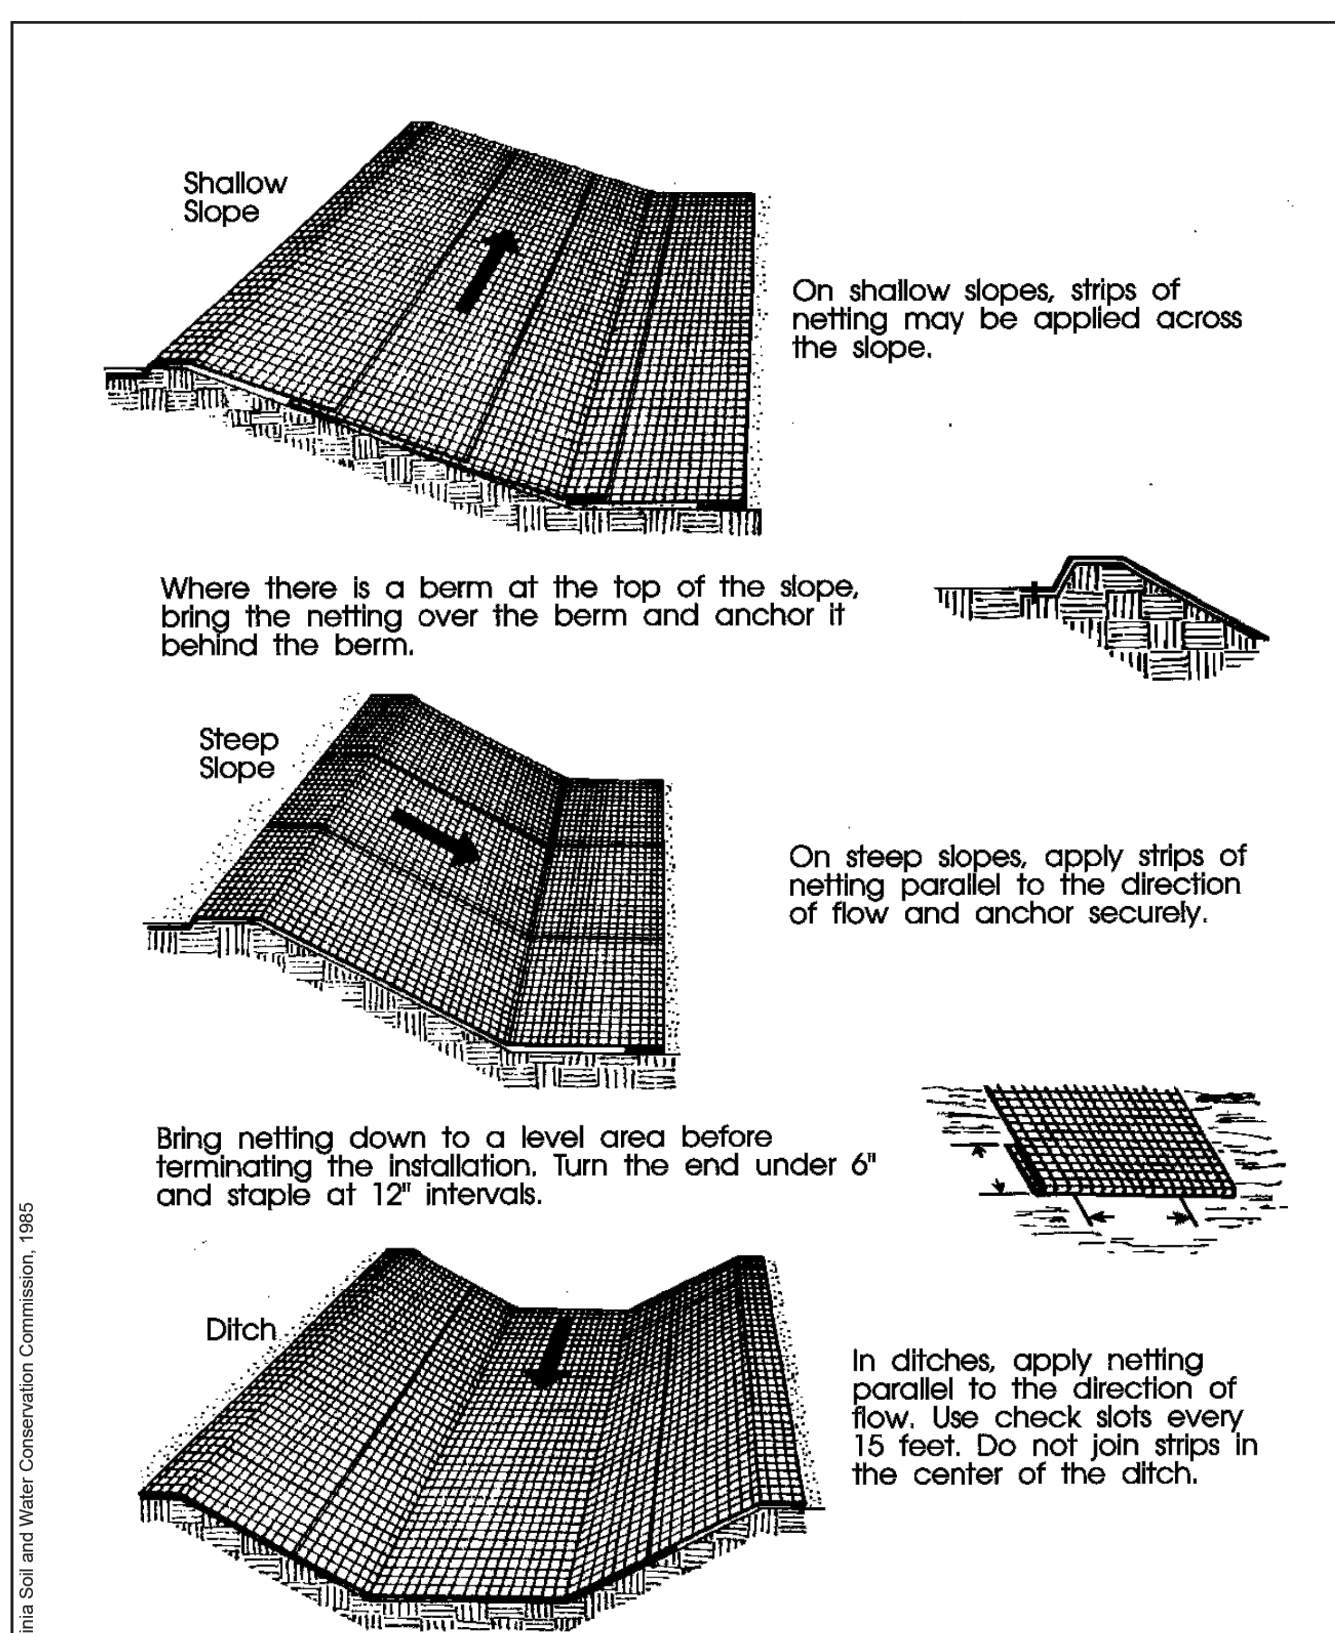 Shallow
Slope
On shallow slopes, strips of
netting may be applied across
the slope.
Where there is a berm at the top of the slope,
bring the netting over the berm and anchor it
behind the berm.
Steep
Slope
On steep slopes, apply strips of
netting parallel to the direction
of flow and anchor securely.
Bring netting down to a level area before
terminating the installation. Turn the end under 6"
and staple at 12" intervals.
Ditch
In ditches, apply netting
parallel to the direction of
flow. Use check slots every
15 feet. Do not join strips in
the center of the ditch.
Soil and Water Conservation Commission, 1985